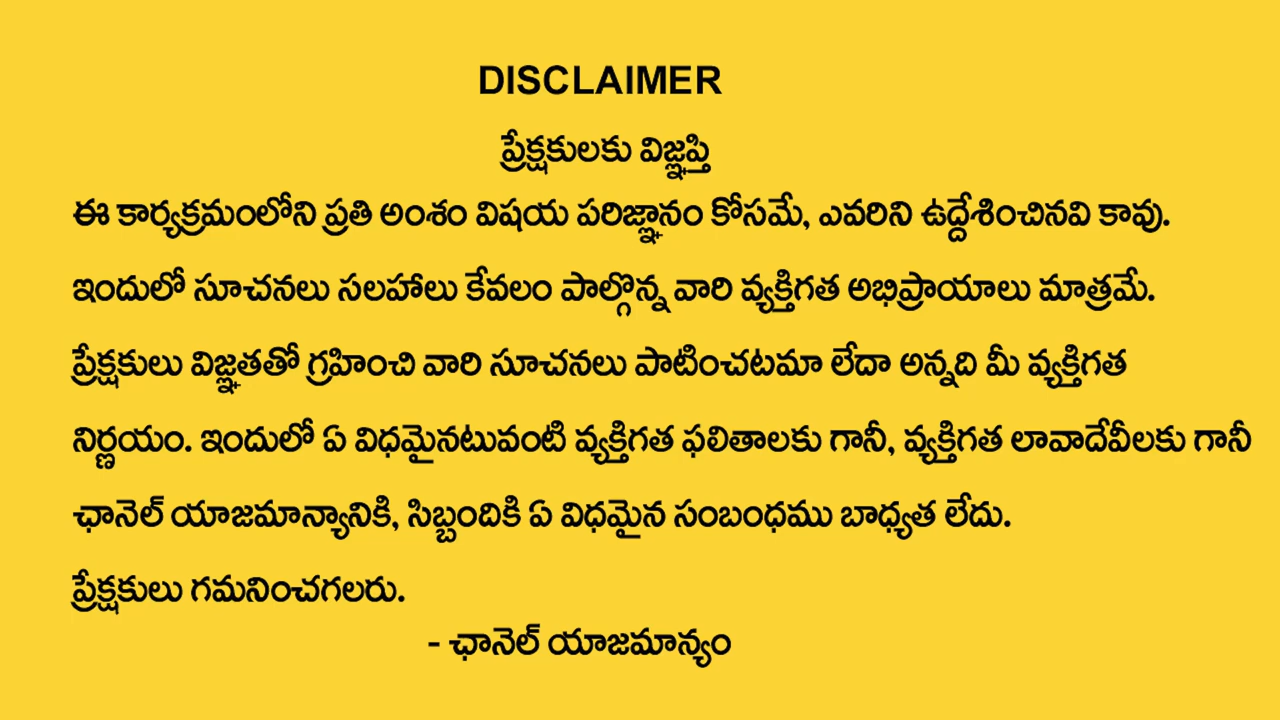 DISCLAIMER
ప్రేక్షకులకు విజ్ఞప్తి
ఈ కార్యక్రమంలోని ప్రతి అంశం విషయ పరిజ్ఞానం కోసమే, ఎవరిని ఉద్దేశించినవి కావు.
ఇందులో సూచనలు సలహాలు కేవలం పాల్గొన్న వారి వ్యక్తిగత అభిప్రాయాలు మాత్రమే.
ప్రేక్షకులు విజ్ఞతతో గ్రహించి వారి సూచనలు పాటించటమా లేదా అన్నది మీ వ్యక్తిగత
నిర్ణయం. ఇందులో ఏ విధమైనటువంటి వ్యక్తిగత ఫలితాలకు గానీ, వ్యక్తిగత లావాదేవీలకు గానీ
ఛానెల్ యాజమాన్యానికి, సిబ్బందికి ఏ విధమైన సంబంధము బాధ్యత లేదు.
ప్రేక్షకులు గమనించగలరు.
- ఛానెల్ యాజమాన్యం